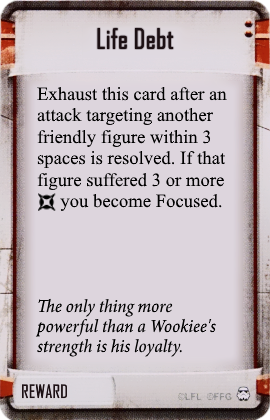 Life Debt
Exhaust this card after an
attack targeting another
friendly figure within 3
spaces is resolved. If that
figure suffered 3 or more
you become Focused.
The only thing more
powerful than a Wookiee's
strength is his loyalty.
REWARD
©LFL ©FFG